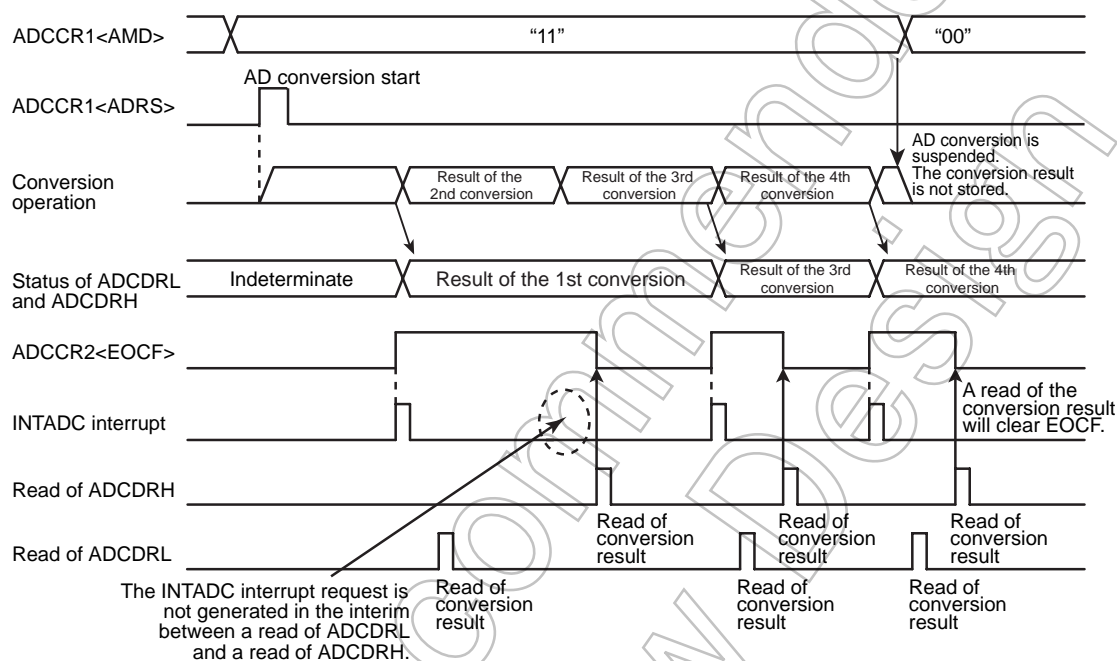 ADCCR1<AMD>
"11"
"00"
AD conversion start
ADCCR1<ADRS>
AD conversion is
suspended.
The conversion result
is not stored.
Conversion
operation
Result of the
2nd conversion
Result of the 3rd
conversion
Result of the 4th
conversion
Status of ADCDRL
and ADCDRH
Indeterminate
Result of the 1st conversion
Result of the 3rd
conversion
Result of the 4th
conversion
ADCCR2<EOCF>
A read of the
conversion result
will clear EOCF.
INTADC interrupt
Read of ADCDRH
Read of
conversion
result
Read of
conversion
result
Read of
conversion
result
Read of ADCDRL
The INTADC interrupt request is
not generated in the interim
between a read of ADCDRL
and a read of ADCDRH.
Read of
conversion
result
Read of
conversion
result
Read of
conversion
result